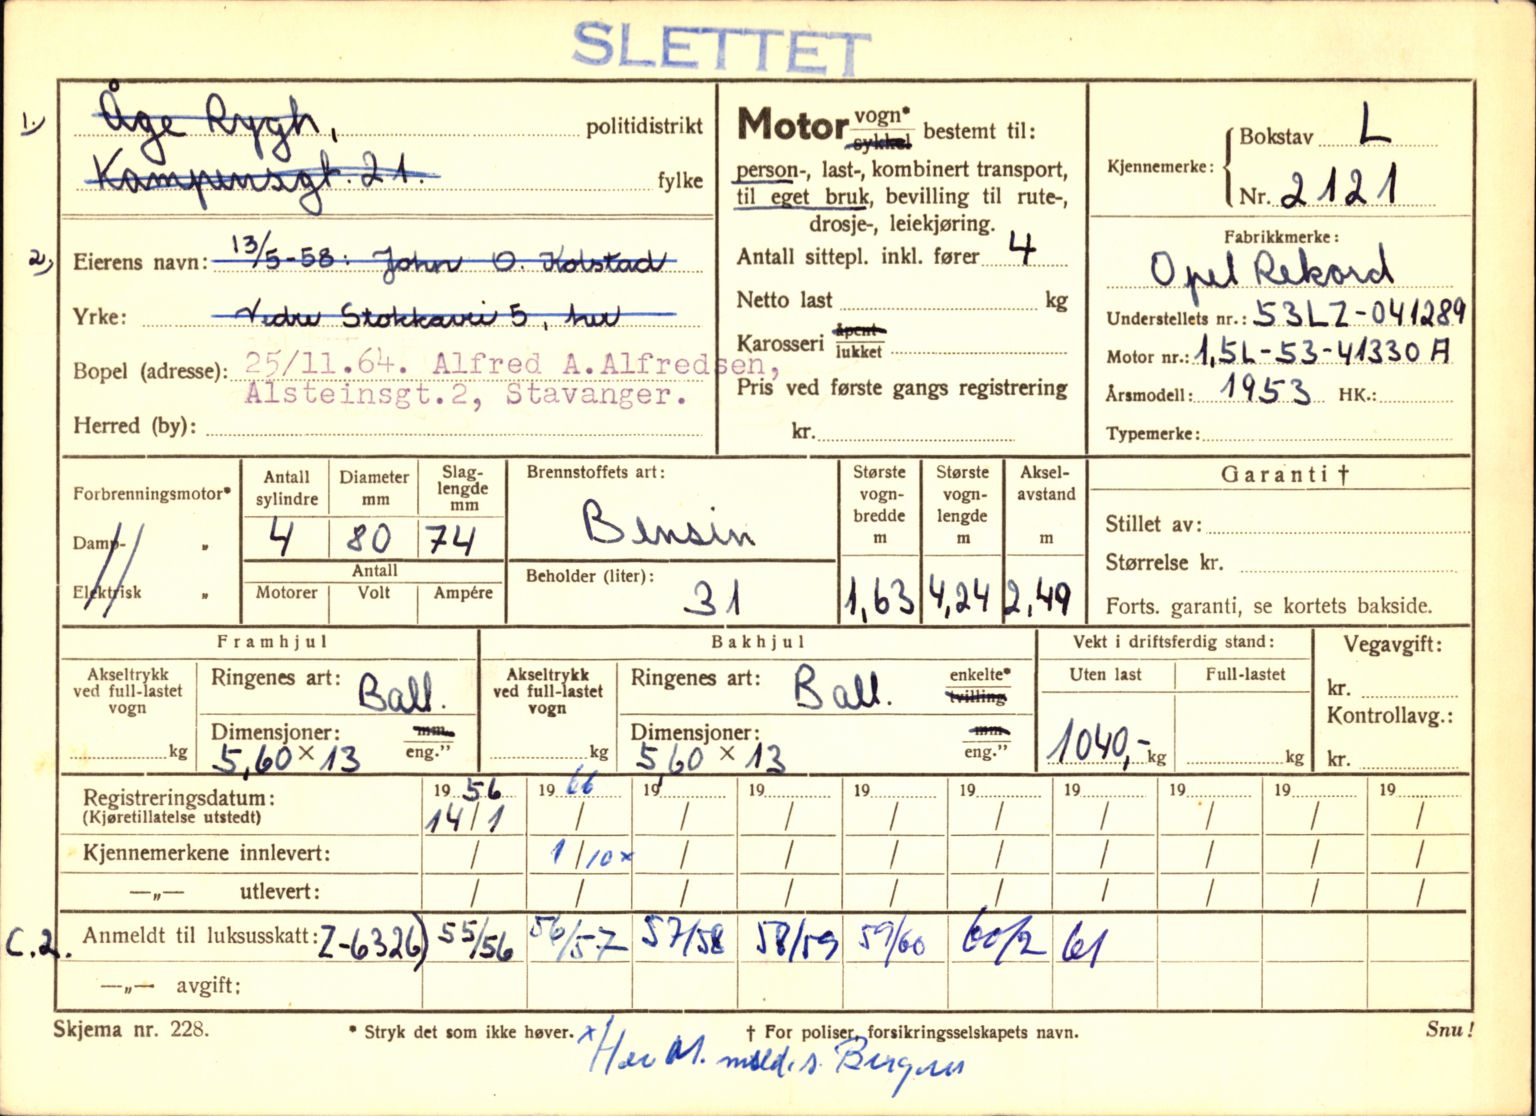 SLETTET
1.) Åge Rygh, politidistrikt
Kampensgt. 21. fylke
2) Eierens navn: 13/5-58: John O. Kolstad
Yrke: Vedre Stokkavei 5, her
Bopel (adresse): 25/11.64. Alfred A.Alfredsen,
Alsteinsgt.2, Stavanger.
Herred (by):
Motor vogn* sykkel bestemt til:
person-, last-, kombinert transport,
til eget bruk, bevilling til rute-,
drosje-, leiekjøring.
Antall sittepl. inkl. fører 4
Netto last kg
Karosseri åpent lukket
Pris ved første gangs registrering
kr.
Kjennemerke: Bokstav L
Nr. 2121
Fabrikkmerke:
Opel Rekord
Understellets nr.: 53LZ-041289
Motor nr.: 1,5L-53-41330 A
Årsmodell: 1953 HK.:
Typemerke:
Forbrenningsmotor*
Damp- „
Elektrisk „
Antall sylindre Diameter mm Slag-lengde mm
4 80 74
Antall
Motorer Volt Ampére
Brennstoffets art:
Bensin
Beholder (liter):
31
Største vogn-bredde m Største vogn-lengde m Aksel-avstand m
1,63 4,24 2,49
Garanti †
Stillet av:
Størrelse kr.
Forts. garanti, se kortets bakside.
Framhjul
Akseltrykk ved full-lastet vogn
kg
Ringenes art: Ball.
Dimensjoner: mm. eng."
5,60 × 13
Bakhjul
Akseltrykk ved full-lastet vogn
kg
Ringenes art: Ball. enkelte* tvilling
Dimensjoner: mm eng."
5,60 × 13
Vekt i driftsferdig stand:
Uten last Full-lastet
1040,- kg kg
Vegavgift:
kr.
Kontrollavg.:
kr.
Registreringsdatum: 19 56 19 66 19 19 19 19 19 19 19 19
(Kjøretillatelse utstedt) 14/1 / / / / / / / / /
Kjennemerkene innlevert: / 1/10 x / / / / / / / /
—„— utlevert: / / / / / / / / / /
C.2. Anmeldt til luksusskatt: Z-6326) 55/56 56/57 57/58 58/59 59/60 60/2 61
—„— avgift:
Skjema nr. 228. * Stryk det som ikke høver. † For poliser, forsikringsselskapets navn. Snu!
x) meld.s. Bergen